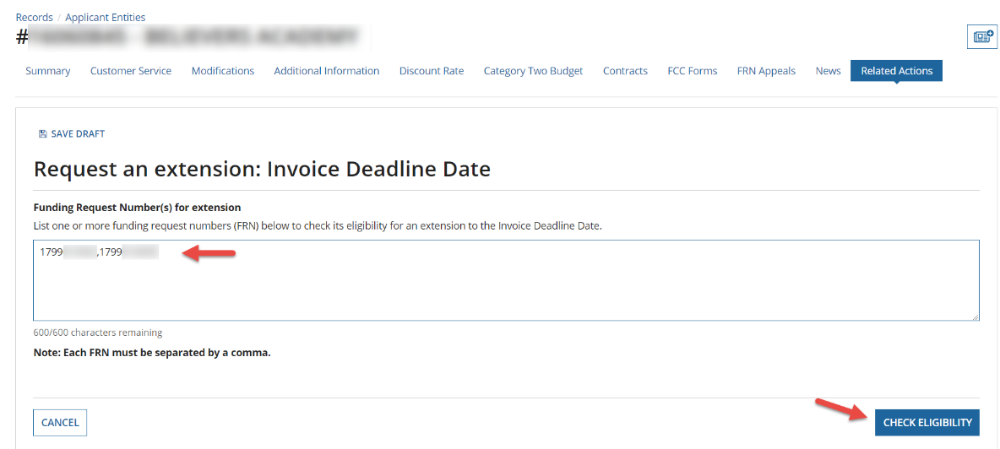 Records / Applicant Entities
#
Summary Customer Service Modifications Additional Information Discount Rate Category Two Budget Contracts FCC Forms FRN Appeals News Related Actions
SAVE DRAFT
Request an extension: Invoice Deadline Date
Funding Request Number(s) for extension
List one or more funding request numbers (FRN) below to check its eligibility for an extension to the Invoice Deadline Date.
1799 ,1799
600/600 characters remaining
Note: Each FRN must be separated by a comma.
CANCEL CHECK ELIGIBILITY